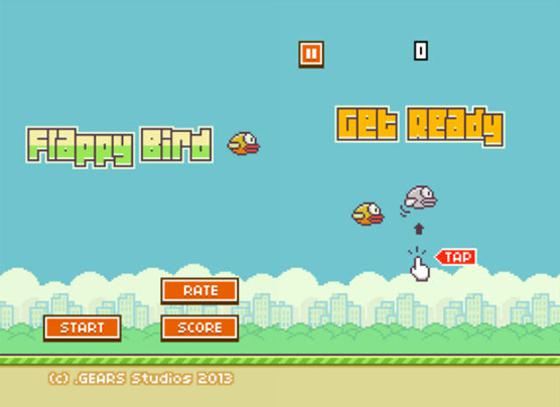 Flappy Bird
RATE
START
SCORE
(c) .GEARS Studios 2013
0
Get Ready
TAP